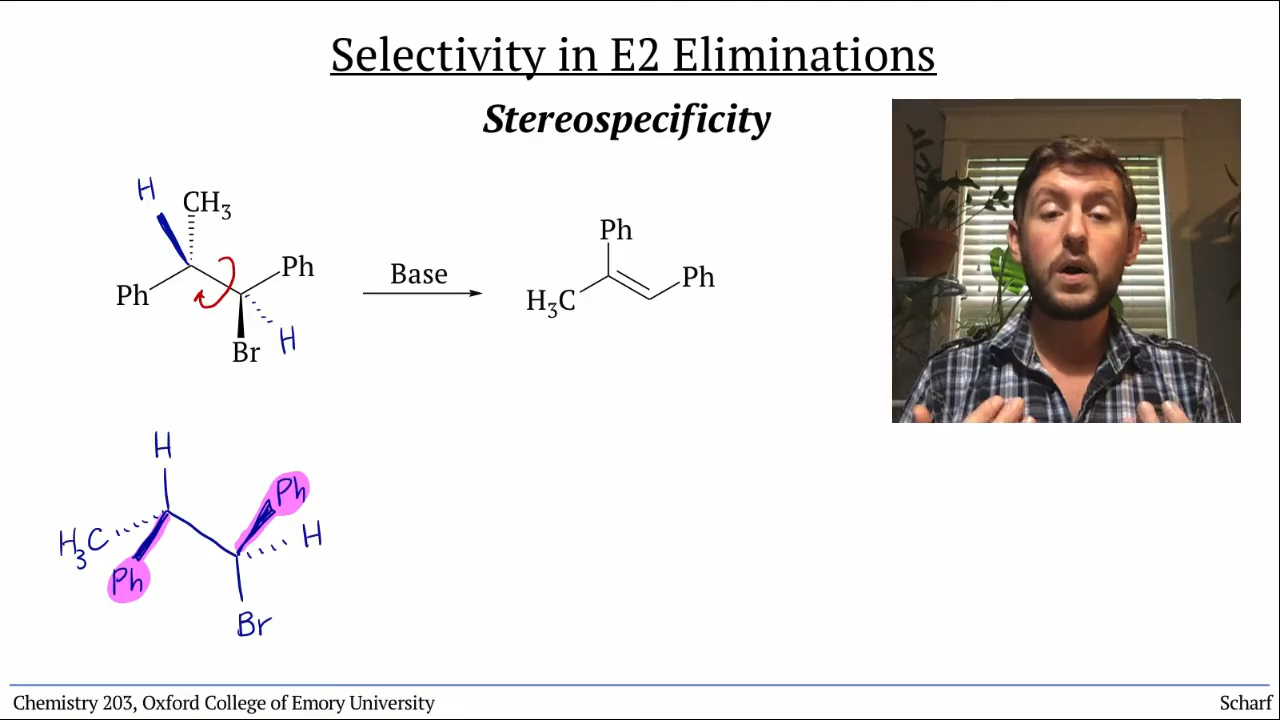 Selectivity in E2 Eliminations
Stereospecificity
H
CH3
Ph
Ph
Br
H
Base
Ph
Ph
H3C
H
Ph
H3C
H
Ph
Br
Chemistry 203, Oxford College of Emory University
Scharf